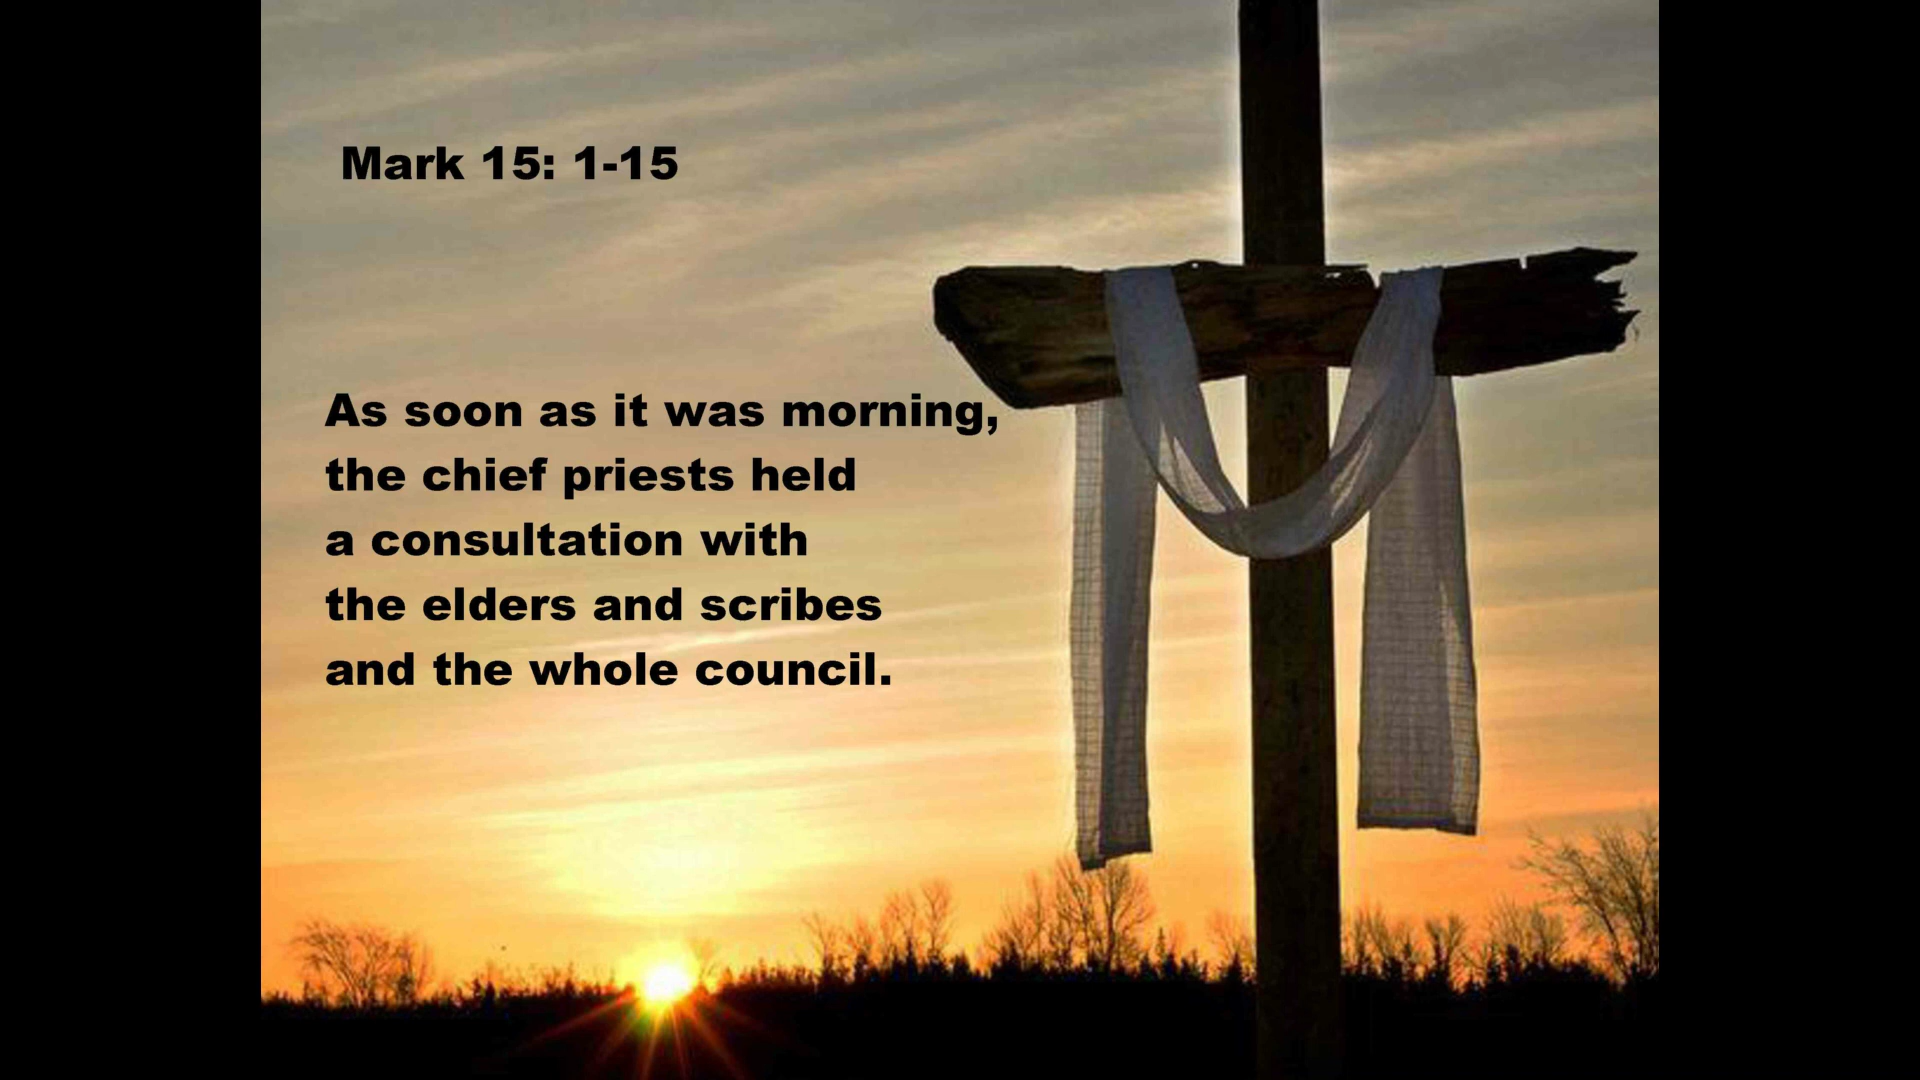 Mark 15: 1-15
As soon as it was morning,
the chief priests held
a consultation with
the elders and scribes
and the whole council.